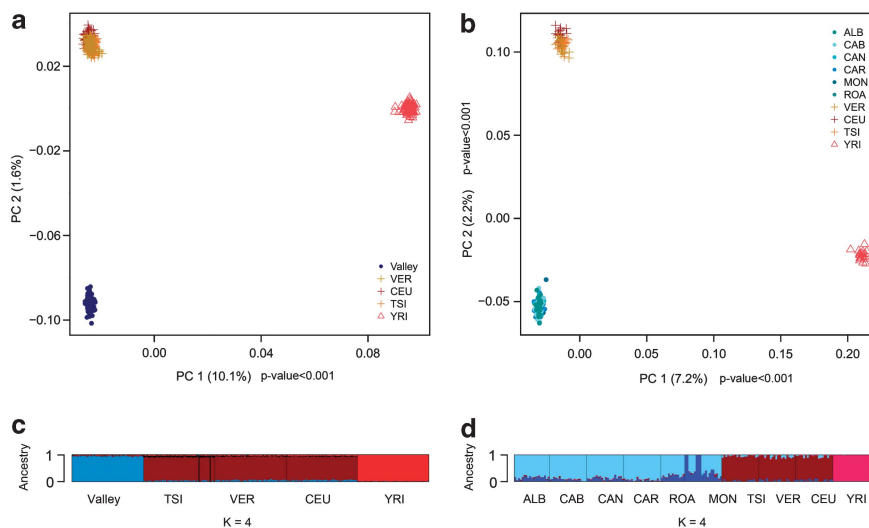 a
0.02
−0.02
−0.06
−0.10
PC 2 (1.6%)
0.00
0.04
0.08
PC 1 (10.1%) p-value<0.001
Valley
VER
CEU
TSI
YRI
b
0.10
0.05
0.00
−0.05
PC 2 (2.2%) p-value<0.001
0.00
0.05
0.10
0.15
0.20
PC 1 (7.2%) p-value<0.001
ALB
CAB
CAN
CAR
MON
ROA
VER
CEU
TSI
YRI
c
Ancestry
1
0
Valley TSI VER CEU YRI
K = 4
d
Ancestry
1
0
ALB CAB CAN CAR ROA MON TSI VER CEU YRI
K = 4